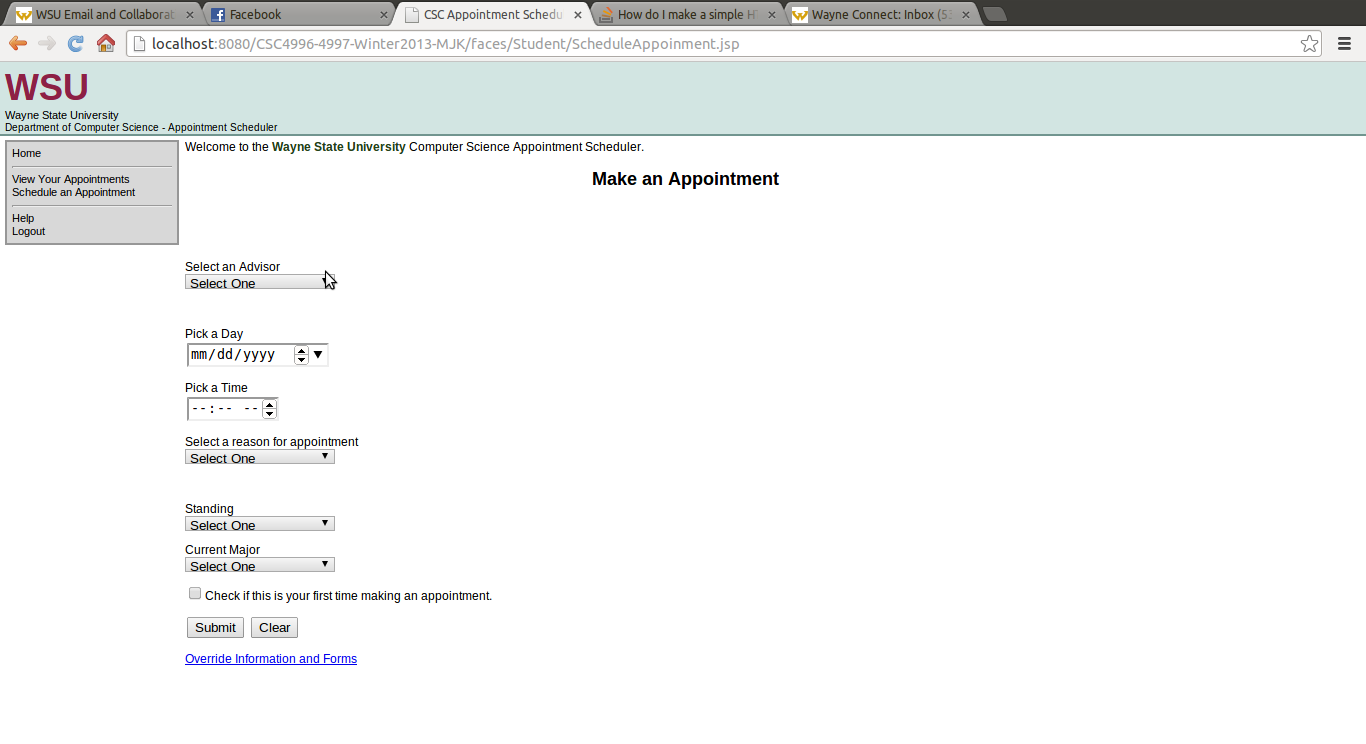 WSU Email and Collaborat
Facebook
CSC Appointment Schedu
How do I make a simple H
Wayne Connect: Inbox (5
localhost:8080/CSC4996-4997-Winter2013-MJK/faces/Student/ScheduleAppoinment.jsp
WSU
Wayne State University
Department of Computer Science - Appointment Scheduler
Home
View Your Appointments
Schedule an Appointment
Help
Logout
Welcome to the Wayne State University Computer Science Appointment Scheduler.
Make an Appointment
Select an Advisor
Select One
Pick a Day
mm/dd/yyyy
Pick a Time
--:-- --
Select a reason for appointment
Select One
Standing
Select One
Current Major
Select One
Check if this is your first time making an appointment.
Submit Clear
Override Information and Forms